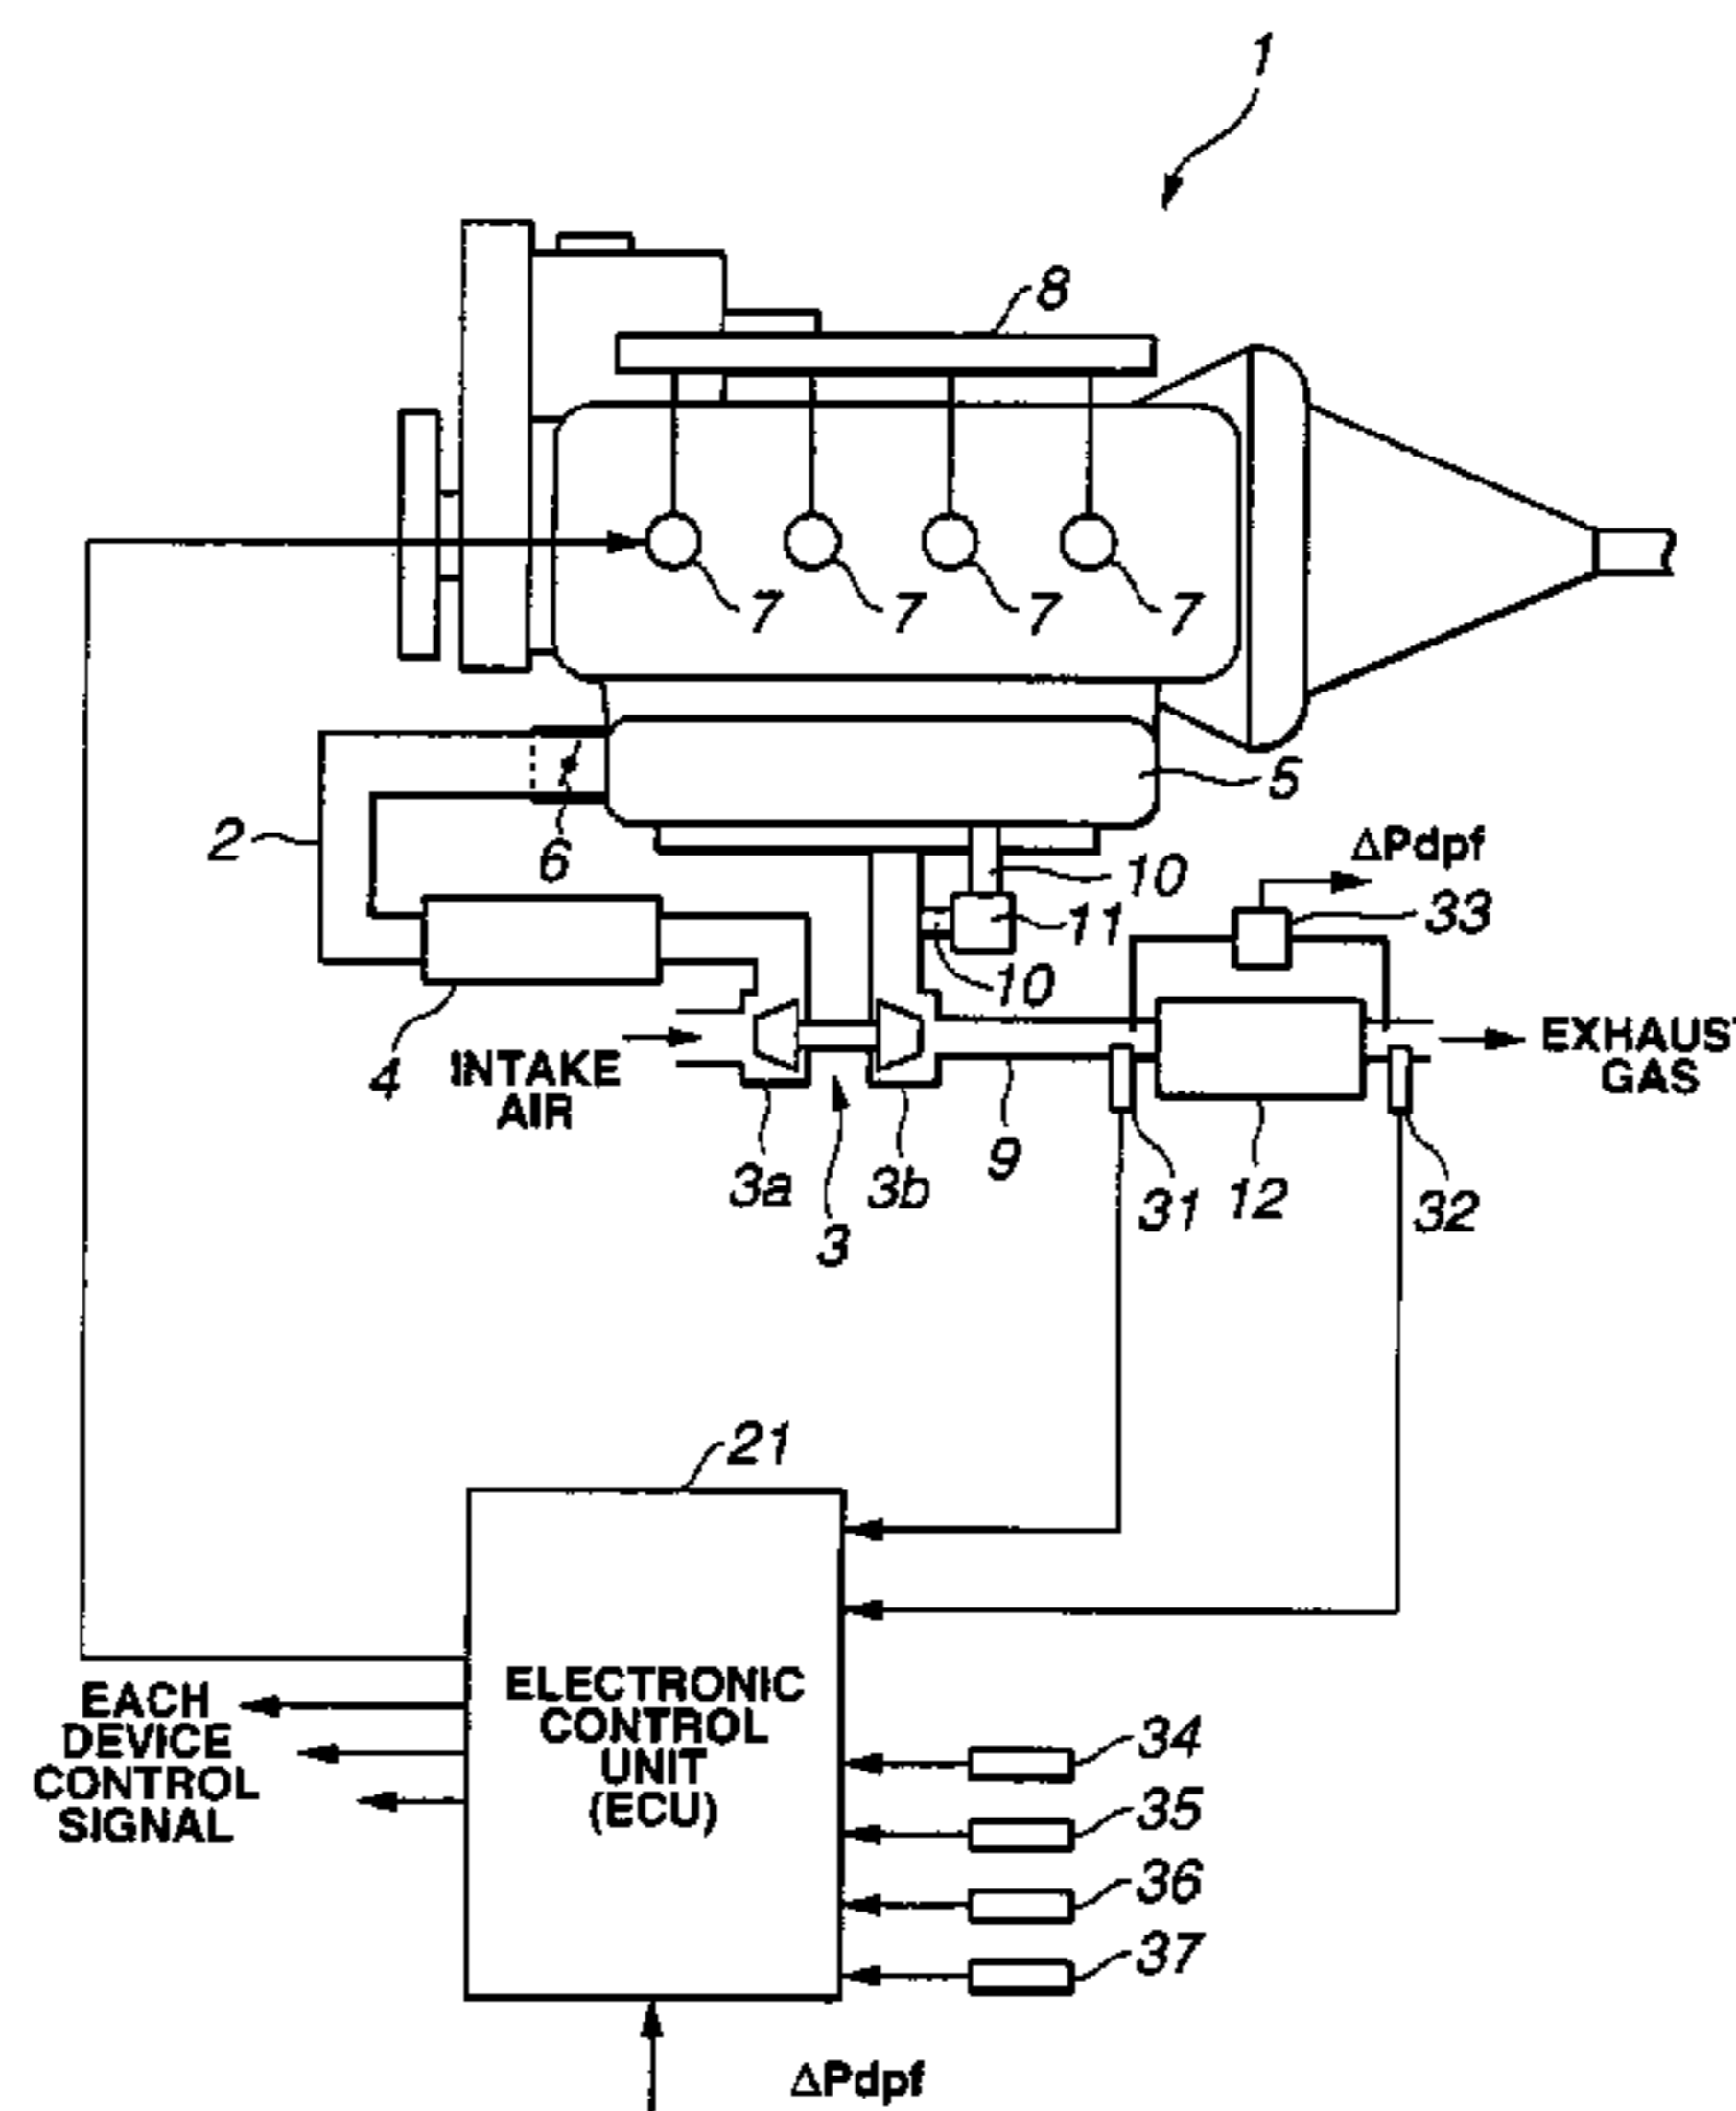 1
8
7 7 7 7
5
2
6
ΔPdpf
10
11
33
10
4
INTAKE
AIR
EXHAUST
GAS
3a
3b
9
31
12
32
3
21
ELECTRONIC
CONTROL
UNIT
(ECU)
EACH
DEVICE
CONTROL
SIGNAL
34
35
36
37
ΔPdpf